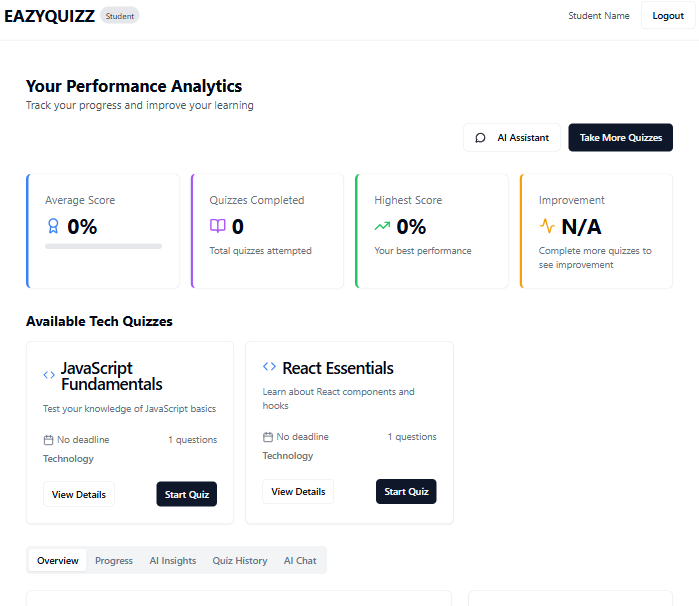 EAZYQUIZZ Student Student Name Logout
Your Performance Analytics
Track your progress and improve your learning
AI Assistant Take More Quizzes
Average Score
0%
Quizzes Completed
0
Total quizzes attempted
Highest Score
0%
Your best performance
Improvement
N/A
Complete more quizzes to
see improvement
Available Tech Quizzes
JavaScript
Fundamentals
Test your knowledge of JavaScript basics
No deadline 1 questions
Technology
View Details Start Quiz
React Essentials
Learn about React components and
hooks
No deadline 1 questions
Technology
View Details Start Quiz
Overview Progress AI Insights Quiz History AI Chat